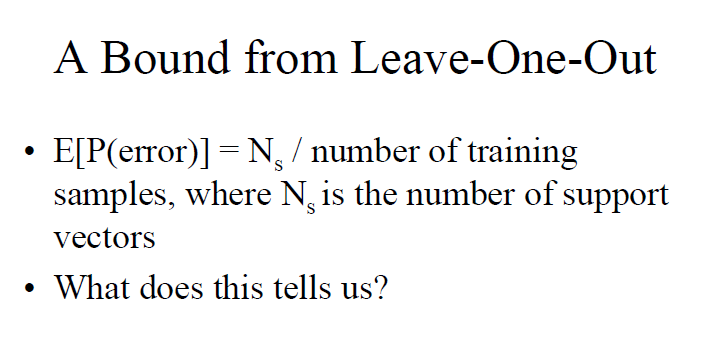 A Bound from Leave-One-Out
• E[P(error)] = Nₛ / number of training
samples, where Nₛ is the number of support
vectors
• What does this tells us?